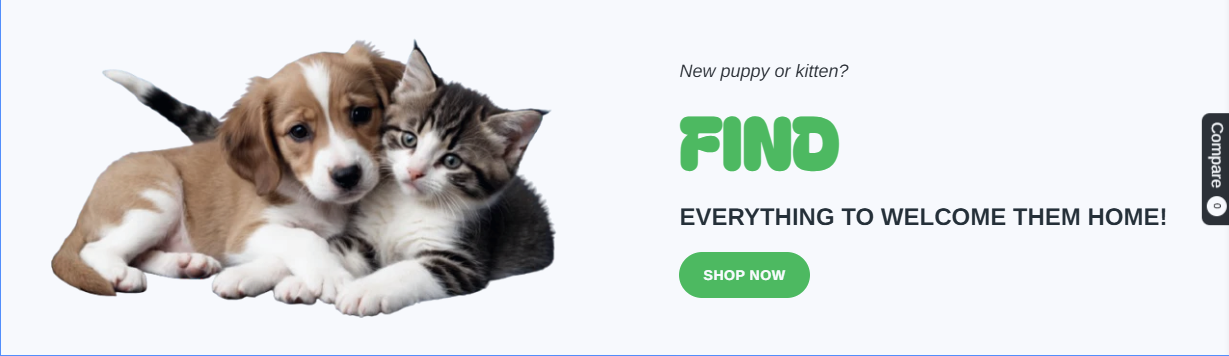 New puppy or kitten?
FIND
EVERYTHING TO WELCOME THEM HOME!
SHOP NOW
Compare 0